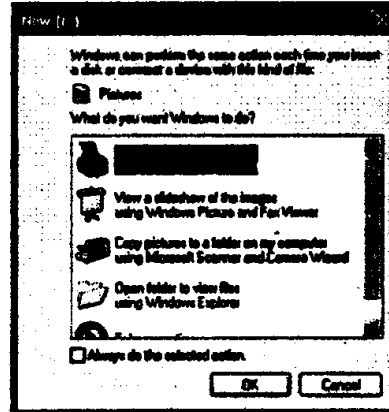 Windows can perform the same action each time you insert
a disk or connect a device with this kind of file:
Pictures
What do you want Windows to do?
View a slideshow of the images
using Windows Picture and Fax Viewer
Copy pictures to a folder on my computer
using Microsoft Scanner and Camera Wizard
Open folder to view files
using Windows Explorer
Always do the selected action.
OK
Cancel